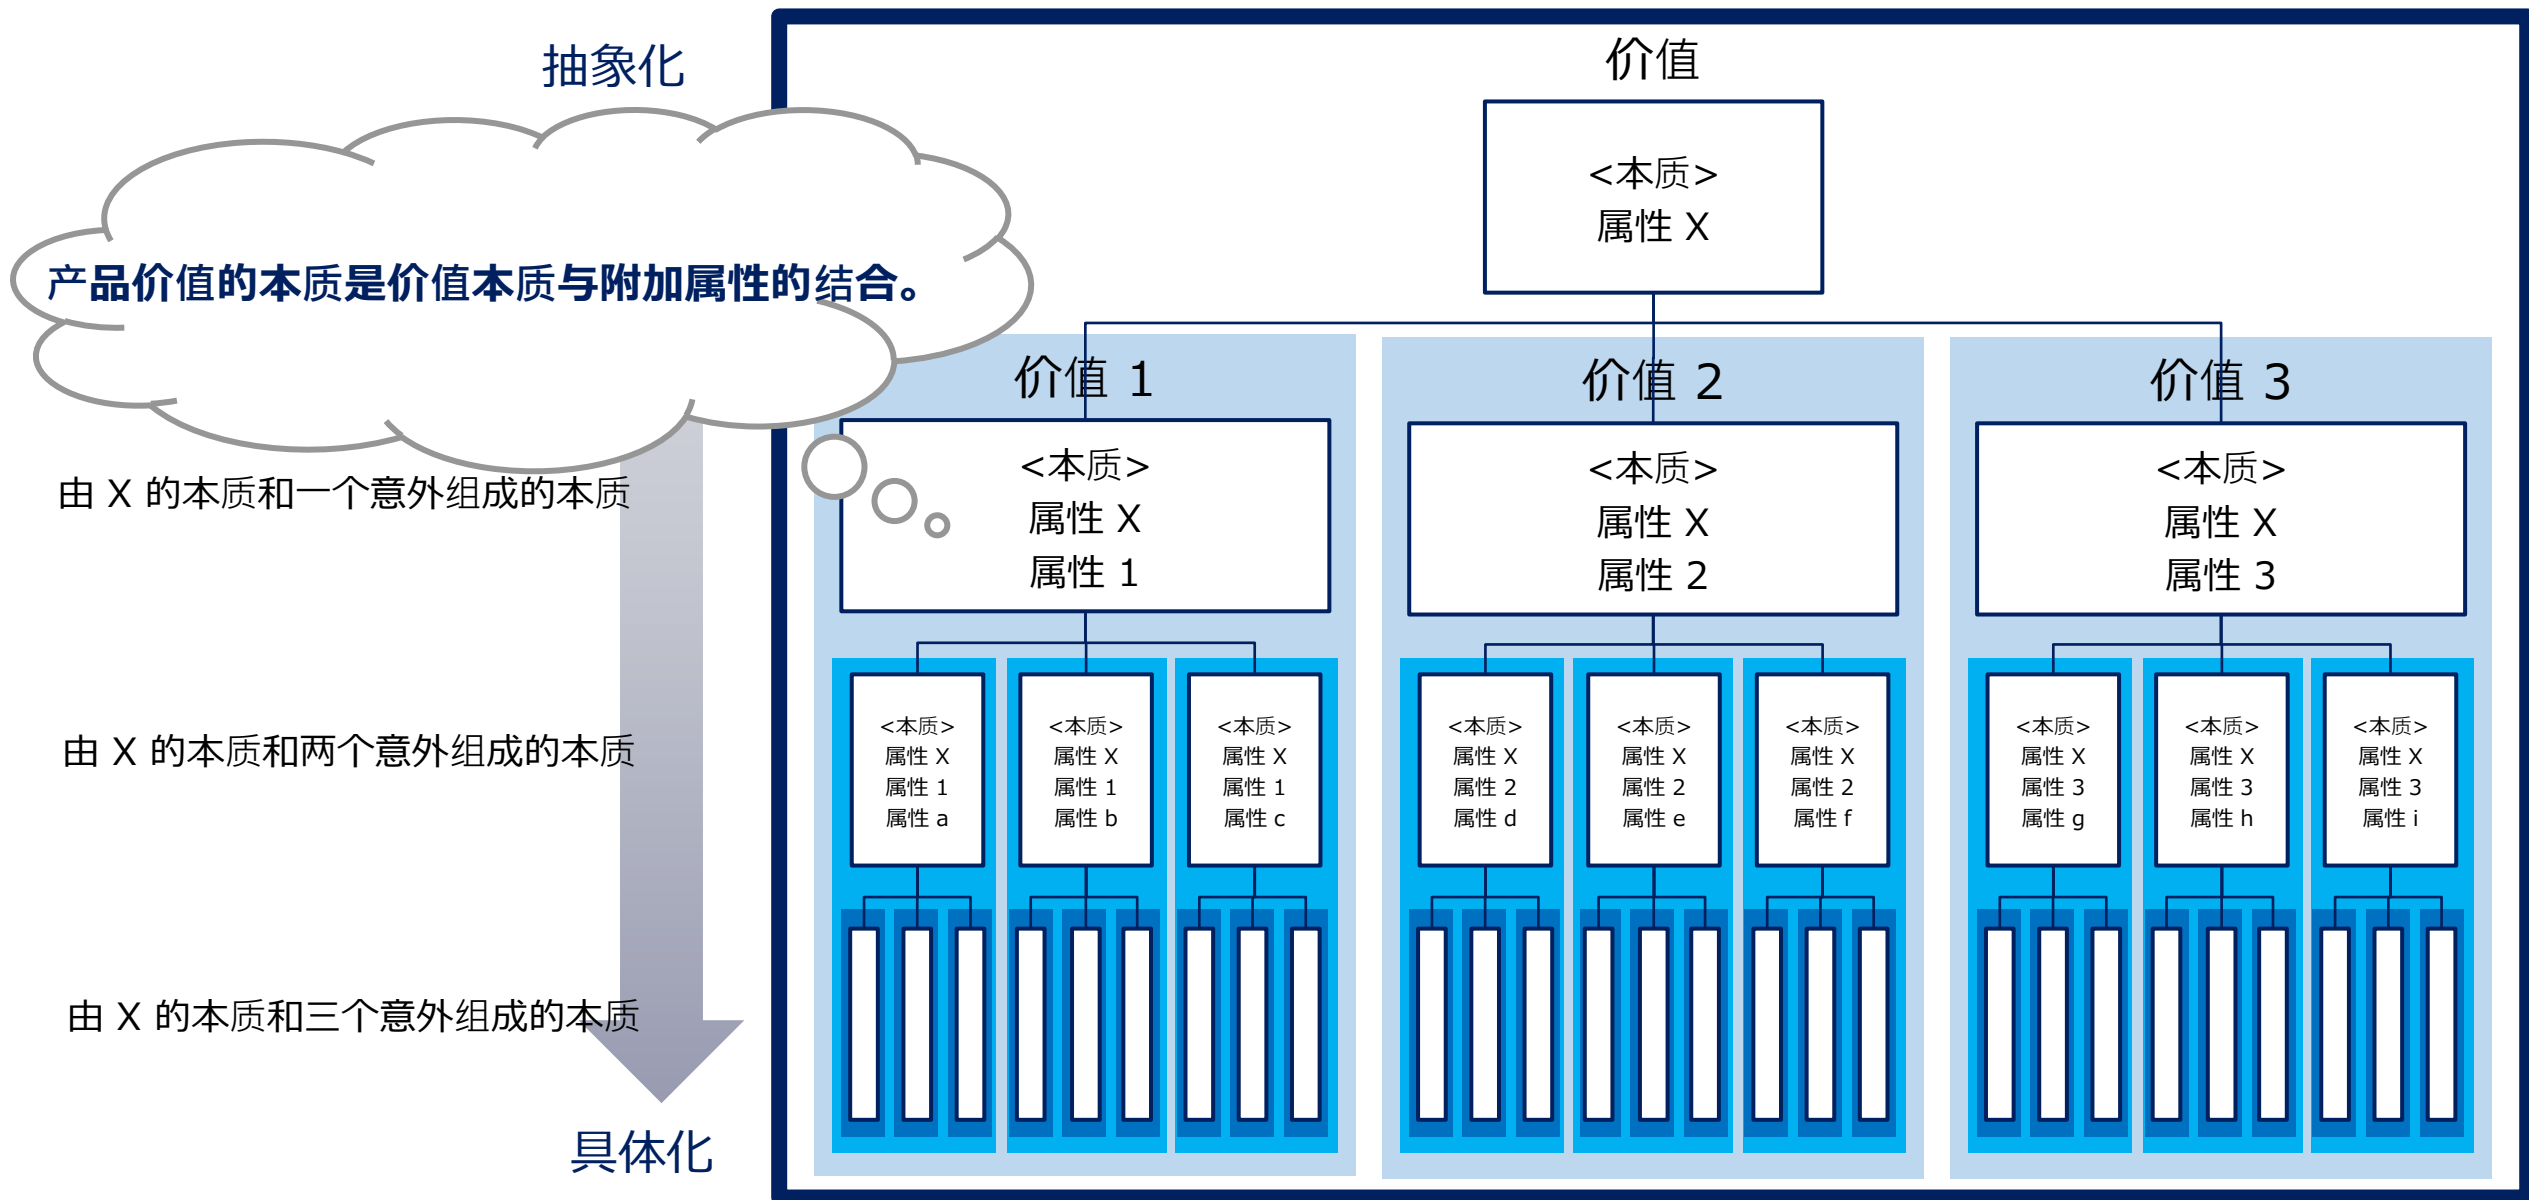 抽象化
价值
<本质>
属性 X
产品价值的本质是价值本质与附加属性的结合。
价值 1
价值 2
价值 3
<本质>
属性 X
属性 1
<本质>
属性 X
属性 2
<本质>
属性 X
属性 3
由 X 的本质和一个意外组成的本质
由 X 的本质和两个意外组成的本质
<本质>
属性 X
属性 1
属性 a
<本质>
属性 X
属性 1
属性 b
<本质>
属性 X
属性 1
属性 c
<本质>
属性 X
属性 2
属性 d
<本质>
属性 X
属性 2
属性 e
<本质>
属性 X
属性 2
属性 f
<本质>
属性 X
属性 3
属性 g
<本质>
属性 X
属性 3
属性 h
<本质>
属性 X
属性 3
属性 i
由 X 的本质和三个意外组成的本质
具体化